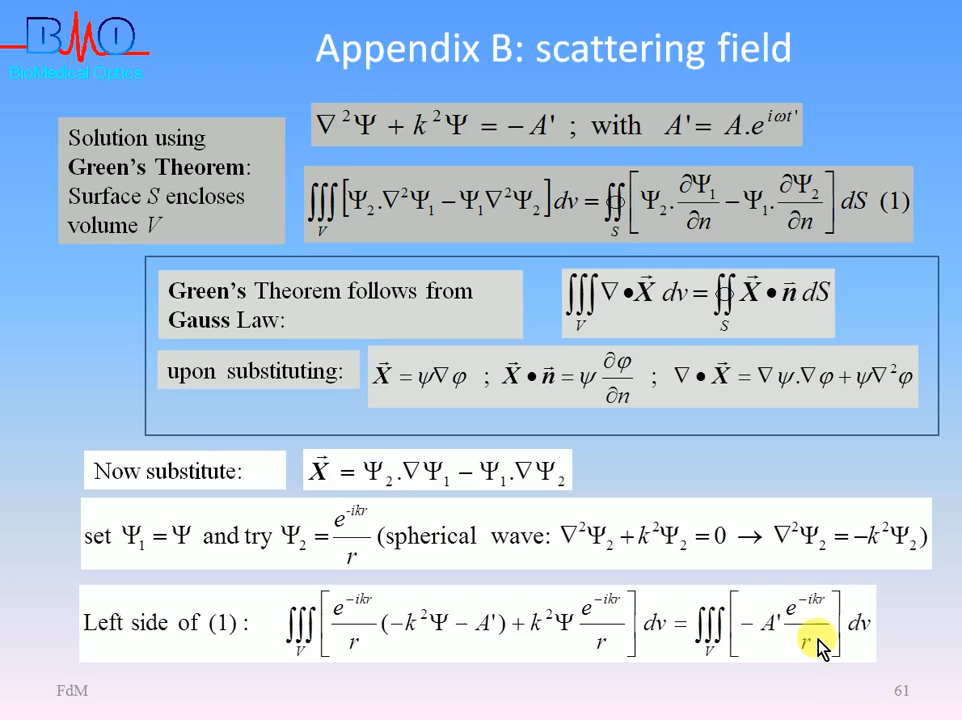 BMO
BioMedical Optics
Appendix B: scattering field
∇²Ψ + k²Ψ = −A' ; with A' = A.e^{iωt'}
Solution using
Green's Theorem:
Surface S encloses
volume V
∭_V [Ψ₂.∇²Ψ₁ − Ψ₁∇²Ψ₂] dv = ∯_S [Ψ₂.∂Ψ₁/∂n − Ψ₁.∂Ψ₂/∂n] dS (1)
Green's Theorem follows from
Gauss Law:
∭_V ∇•X⃗ dv = ∯_S X⃗•n⃗ dS
upon substituting:
X⃗ = ψ∇φ ; X⃗•n⃗ = ψ ∂φ/∂n ; ∇•X⃗ = ∇ψ.∇φ + ψ∇²φ
Now substitute:
X⃗ = Ψ₂.∇Ψ₁ − Ψ₁.∇Ψ₂
set Ψ₁ = Ψ and try Ψ₂ = e^{-ikr}/r (spherical wave: ∇²Ψ₂ + k²Ψ₂ = 0 → ∇²Ψ₂ = −k²Ψ₂)
Left side of (1) : ∭_V [e^{−ikr}/r (−k²Ψ − A') + k²Ψ e^{−ikr}/r] dv = ∭_V [− A' e^{−ikr}/r] dv
FdM
61